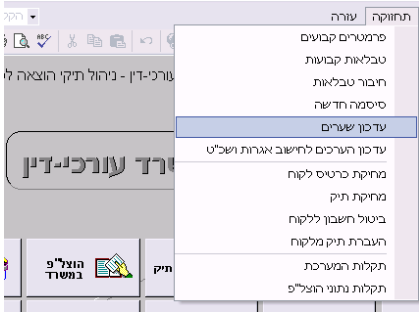 תחזוקה עזרה
פרמטרים קבועים
טבלאות קבועות
חיבור טבלאות
סיסמה חדשה
עדכון שערים
עדכון הערכים לחישוב אגרות ושכ"ט
מחיקת כרטיס לקוח
מחיקת תיק
ביטול חשבון ללקוח
העברת תיק מלקוח
תקלות המערכת
תקלות נתוני הוצל"פ
עורכי-דין - ניהול תיקי הוצאה
עורכי-דין
תיק
הוצל"פ
במשרד